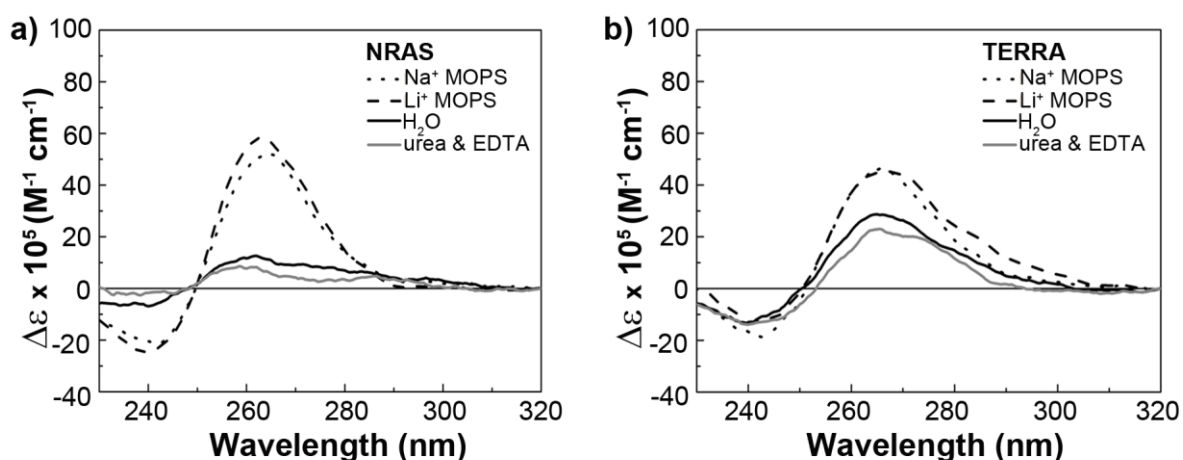 a)
NRAS
Na⁺ MOPS
Li⁺ MOPS
H₂O
urea & EDTA
Δε x 10⁵ (M⁻¹ cm⁻¹)
100
80
60
40
20
0
-20
-40
240 260 280 300 320
Wavelength (nm)
b)
TERRA
Na⁺ MOPS
Li⁺ MOPS
H₂O
urea & EDTA
Δε x 10⁵ (M⁻¹ cm⁻¹)
100
80
60
40
20
0
-20
-40
240 260 280 300 320
Wavelength (nm)